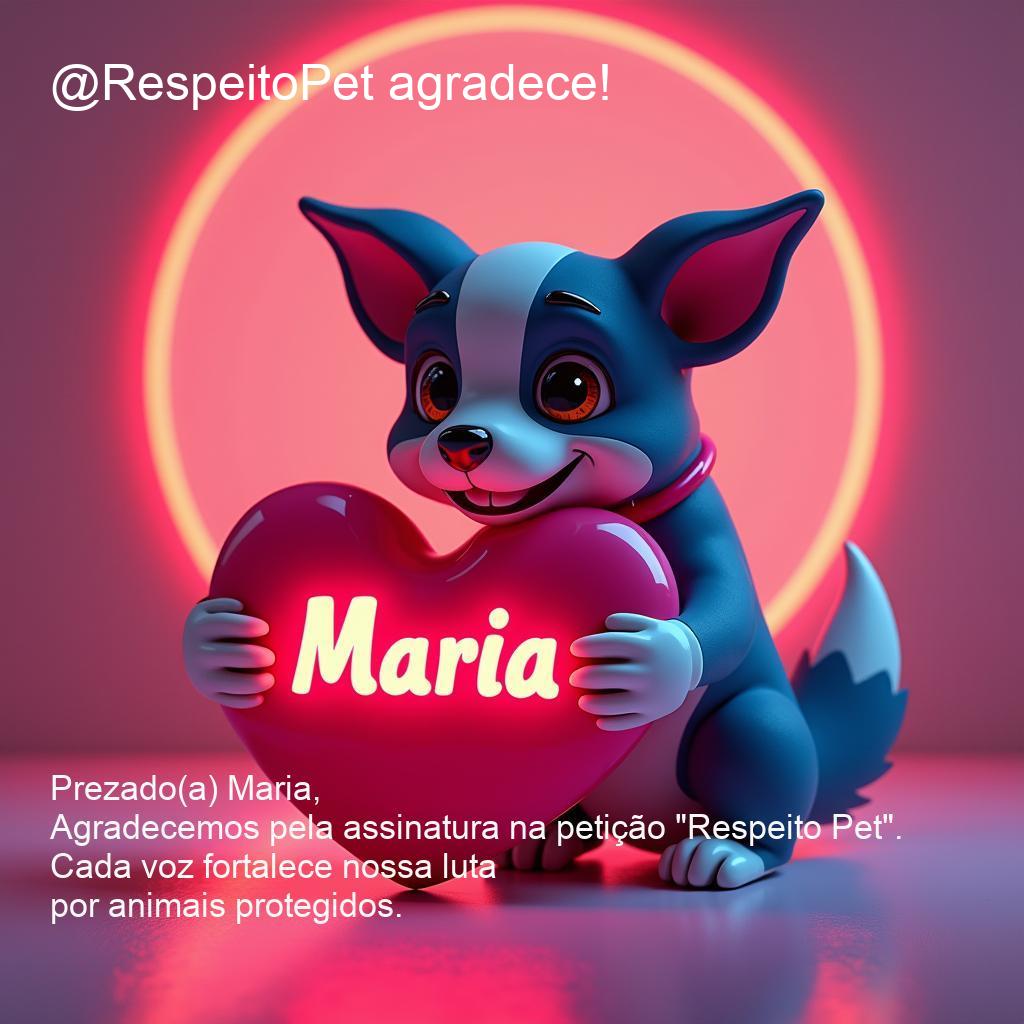 @RespeitoPet agradece!
Maria
Prezado(a) Maria,
Agradecemos pela assinatura na petição "Respeito Pet".
Cada voz fortalece nossa luta
por animais protegidos.